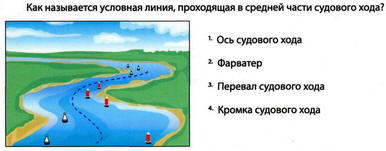 Как называется условная линия, проходящая в средней части судового хода?
1. Ось судового хода
2. Фарватер
3. Перевал судового хода
4. Кромка судового хода